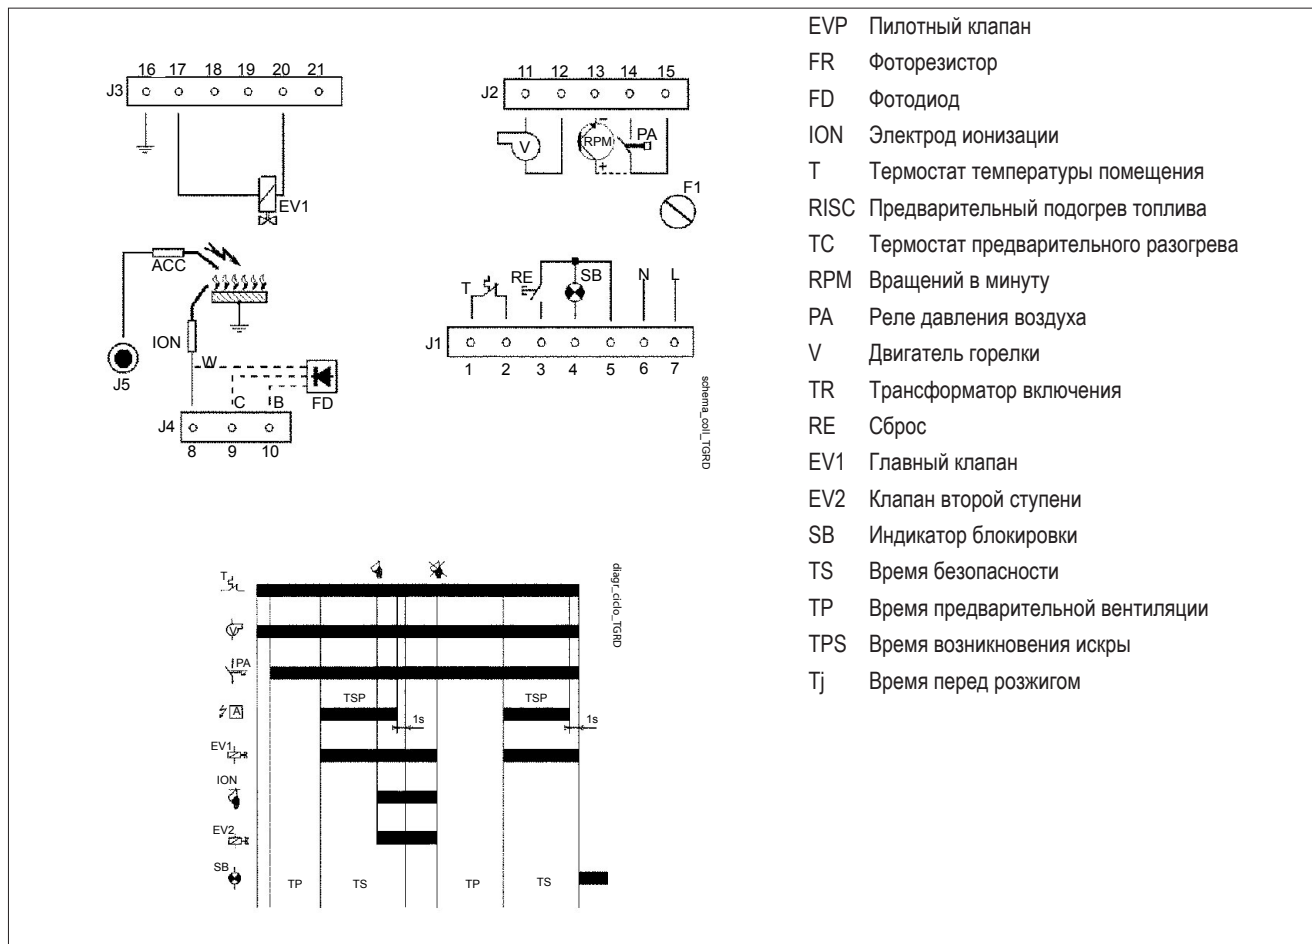 16 17 18 19 20 21
J3
EV1
11 12 13 14 15
J2
V
RPM
PA
–
+
F1
ACC
ION
J5
W
C
B
FD
J4
8 9 10
T
RE
SB
N
L
J1
1 2 3 4 5 6 7
schema_coll_TGRD
diagr_ciclo_TGRD
T
V
PA
TSP
TSP
A
1s
1s
EV1
ION
EV2
SB
TP
TS
TP
TS
EVP Пилотный клапан
FR Фоторезистор
FD Фотодиод
ION Электрод ионизации
T Термостат температуры помещения
RISC Предварительный подогрев топлива
TC Термостат предварительного разогрева
RPM Вращений в минуту
PA Реле давления воздуха
V Двигатель горелки
TR Трансформатор включения
RE Сброс
EV1 Главный клапан
EV2 Клапан второй ступени
SB Индикатор блокировки
TS Время безопасности
TP Время предварительной вентиляции
TPS Время возникновения искры
Tj Время перед розжигом